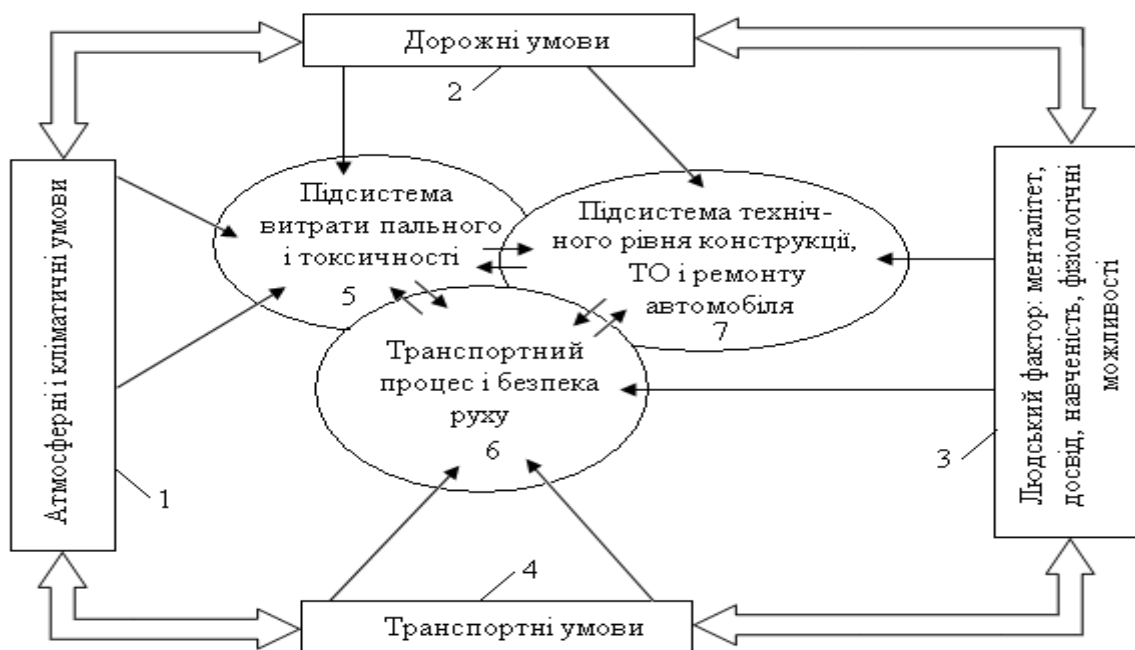 Дорожні умови
2
Атмосферні і кліматичні умови
1
Підсистема
витрати пального
і токсичності
5
Підсистема техніч-
ного рівня конструкції,
ТО і ремонту
автомобіля
7
Транспортний
процес і безпека
руху
6
Людський фактор: менталітет,
досвід, навченість, фізіологічні
можливості
3
4
Транспортні умови